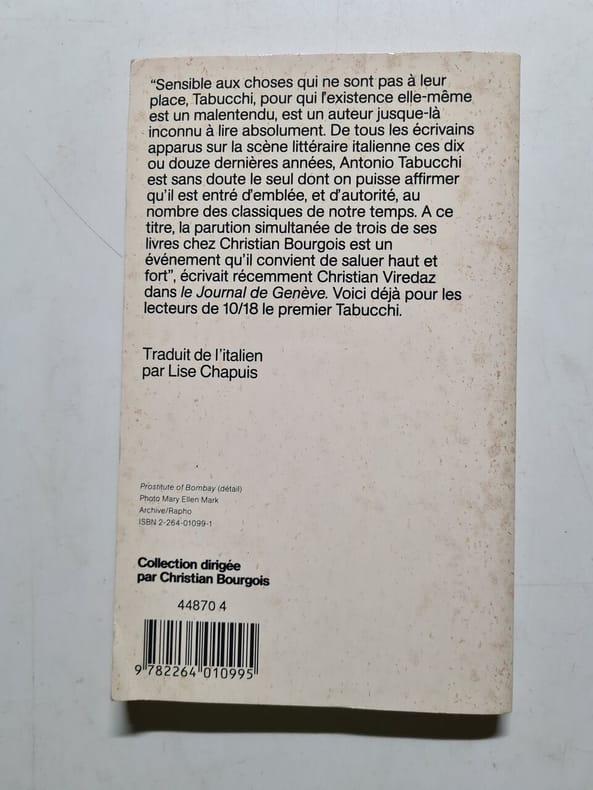 “Sensible aux choses qui ne sont pas à leur
place, Tabucchi, pour qui l'existence elle-même
est un malentendu, est un auteur jusque-là
inconnu à lire absolument. De tous les écrivains
apparus sur la scène littéraire italienne ces dix
ou douze dernières années, Antonio Tabucchi
est sans doute le seul dont on puisse affirmer
qu'il est entré d'emblée, et d'autorité, au
nombre des classiques de notre temps. A ce
titre, la parution simultanée de trois de ses
livres chez Christian Bourgois est un
événement qu'il convient de saluer haut et
fort”, écrivait récemment Christian Viredaz
dans le Journal de Genève. Voici déjà pour les
lecteurs de 10/18 le premier Tabucchi.
Traduit de l'italien
par Lise Chapuis
Prostitute of Bombay (détail)
Photo Mary Ellen Mark
Archive/Rapho
ISBN 2-264-01099-1
Collection dirigée
par Christian Bourgois
44870 4
9 782264 010995